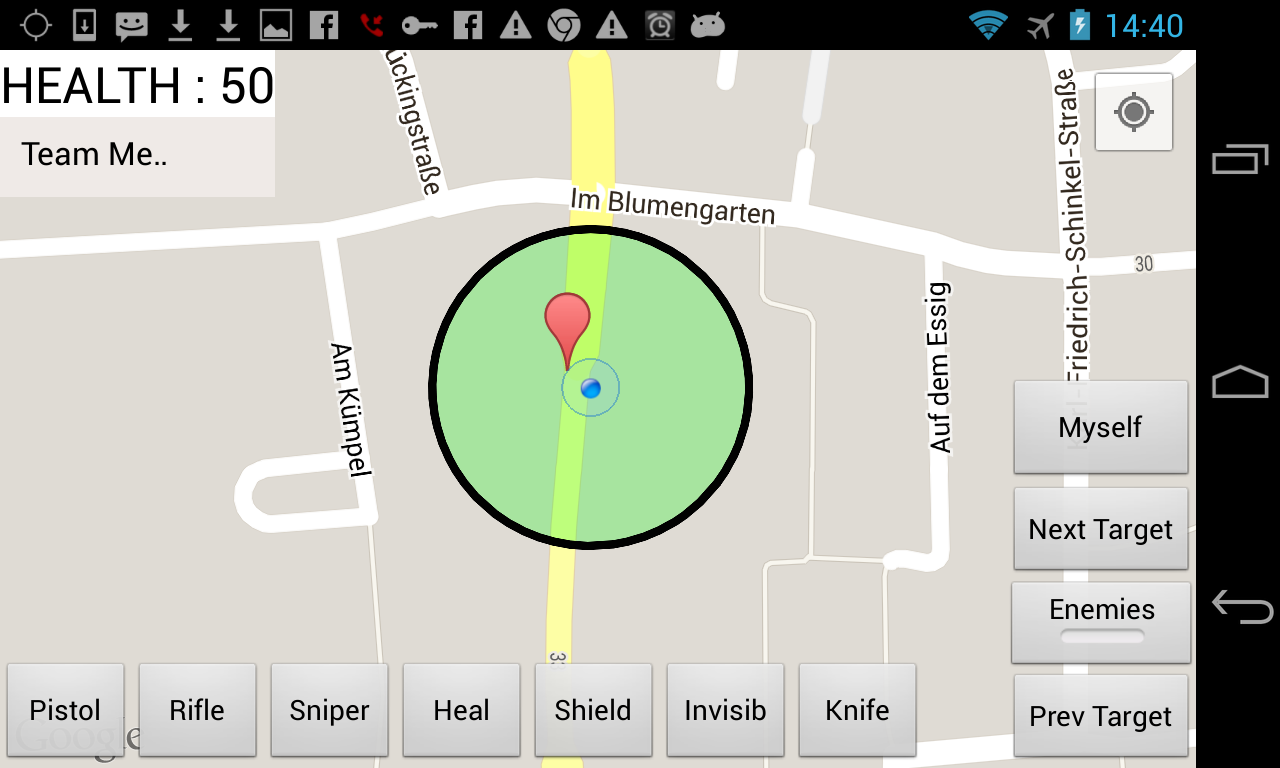 14:40
HEALTH : 50
Team Me..
ückingstraße
Im Blumengarten
30
Am Kümpel
Auf dem Essig
Friedrich-Schinkel-Straße
Myself
Next Target
Enemies
Prev Target
Pistol
Rifle
Sniper
Heal
Shield
Invisib
Knife
Google